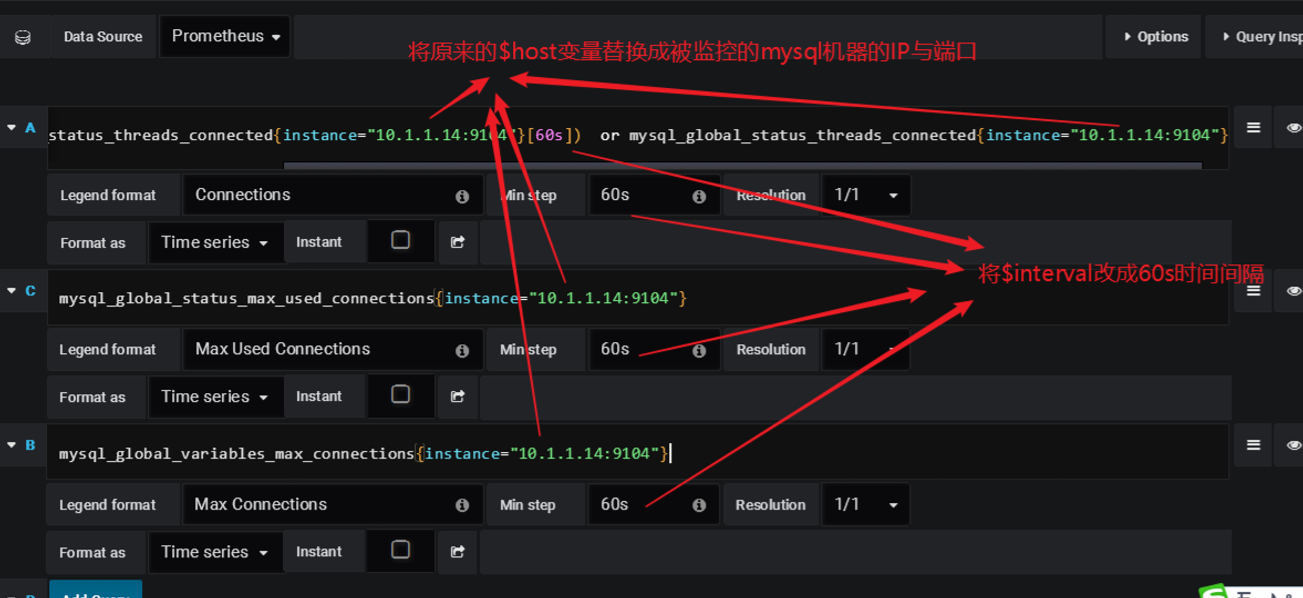 Data Source Prometheus Options Query Insp
将原来的$host变量替换成被监控的mysql机器的IP与端口
A status_threads_connected{instance="10.1.1.14:9104"}[60s]) or mysql_global_status_threads_connected{instance="10.1.1.14:9104"}
Legend format Connections Min step 60s Resolution 1/1
Format as Time series Instant
将$interval改成60s时间间隔
C mysql_global_status_max_used_connections{instance="10.1.1.14:9104"}
Legend format Max Used Connections Min step 60s Resolution 1/1
Format as Time series Instant
B mysql_global_variables_max_connections{instance="10.1.1.14:9104"}
Legend format Max Connections Min step 60s Resolution 1/1
Format as Time series Instant
Add Query